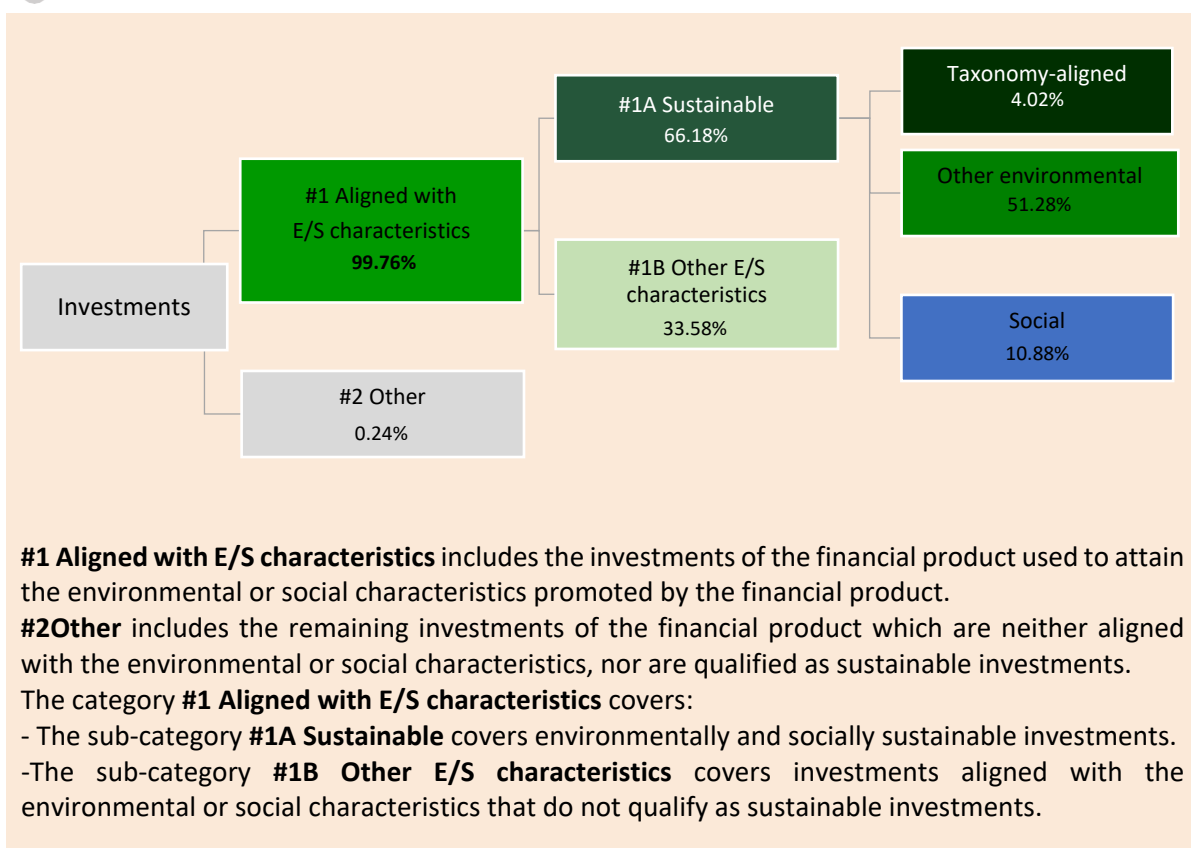 Investments
#1 Aligned with
E/S characteristics
99.76%
#2 Other
0.24%
#1A Sustainable
66.18%
#1B Other E/S
characteristics
33.58%
Taxonomy-aligned
4.02%
Other environmental
51.28%
Social
10.88%
#1 Aligned with E/S characteristics includes the investments of the financial product used to attain
the environmental or social characteristics promoted by the financial product.
#2Other includes the remaining investments of the financial product which are neither aligned
with the environmental or social characteristics, nor are qualified as sustainable investments.
The category #1 Aligned with E/S characteristics covers:
- The sub-category #1A Sustainable covers environmentally and socially sustainable investments.
-The sub-category #1B Other E/S characteristics covers investments aligned with the
environmental or social characteristics that do not qualify as sustainable investments.